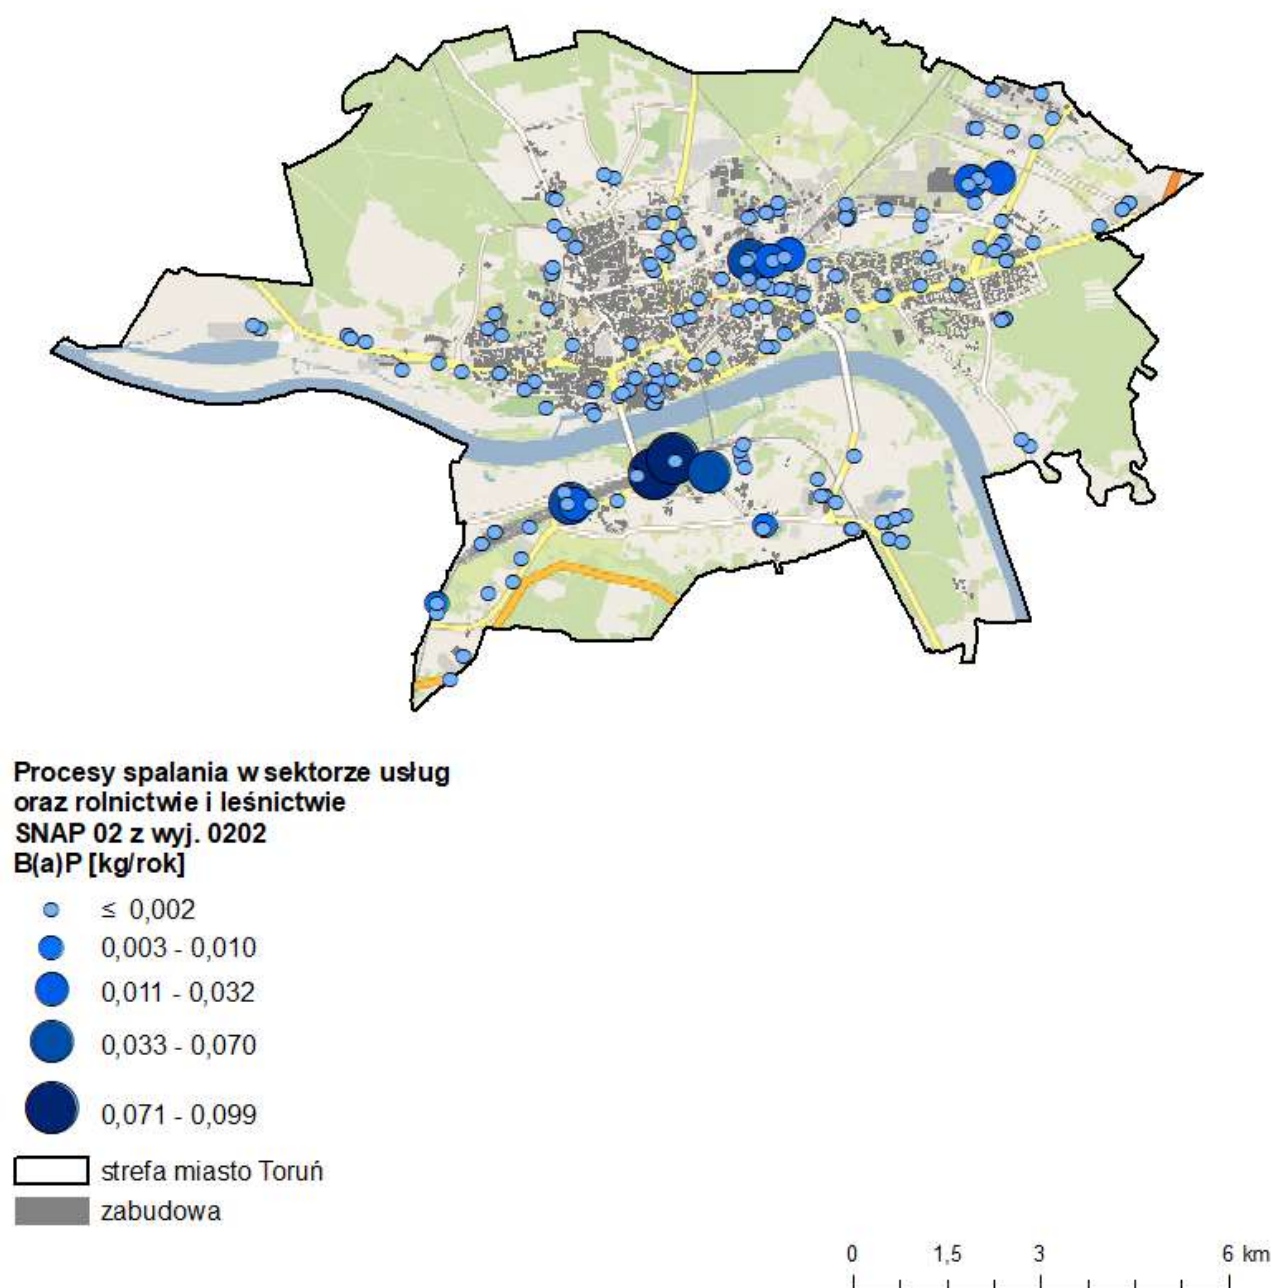 Procesy spalania w sektorze usług
oraz rolnictwie i leśnictwie
SNAP 02 z wyj. 0202
B(a)P [kg/rok]
≤ 0,002
0,003 - 0,010
0,011 - 0,032
0,033 - 0,070
0,071 - 0,099
strefa miasto Toruń
zabudowa
0 1,5 3 6 km